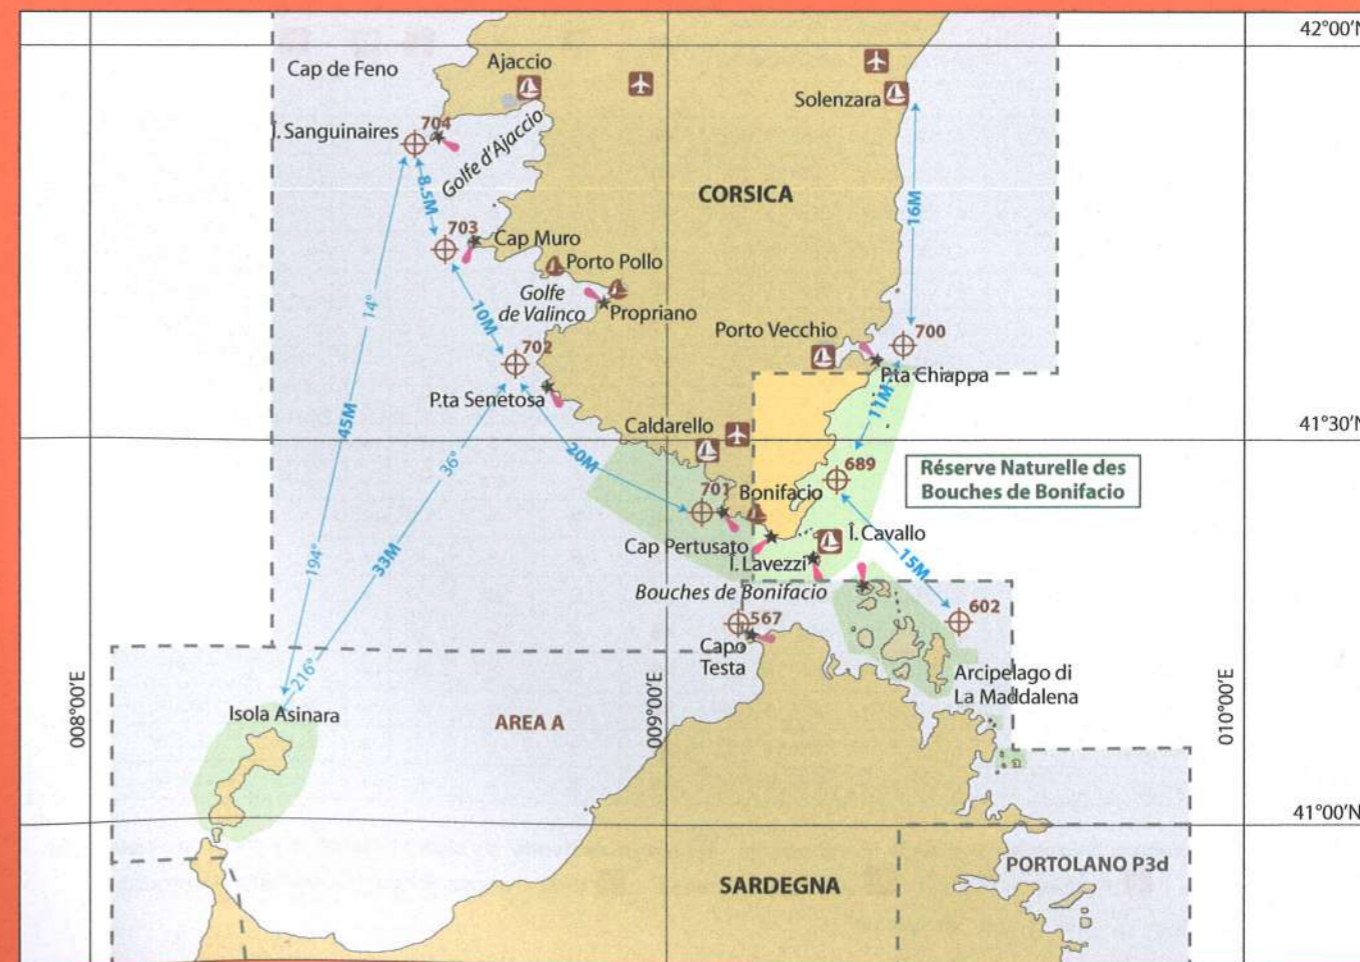 42°00'N
Cap de Feno
Ajaccio
Solenzara
704
Î. Sanguinaires
Golfe d'Ajaccio
8.5M
CORSICA
16M
703
Cap Muro
Porto Pollo
Golfe
de Valinco
Propriano
14°
10M
Porto Vecchio
700
702
P.ta Chiappa
P.ta Senetosa
11M
45M
Caldarello
41°30'N
36°
20M
689
Réserve Naturelle des
Bouches de Bonifacio
701
Bonifacio
Cap Pertusato
Î. Cavallo
Î. Lavezzi
194°
33M
15M
Bouches de Bonifacio
602
567
Capo
Testa
216°
Arcipelago di
La Maddalena
008°00'E
009°00'E
010°00'E
Isola Asinara
AREA A
41°00'N
PORTOLANO P3d
SARDEGNA